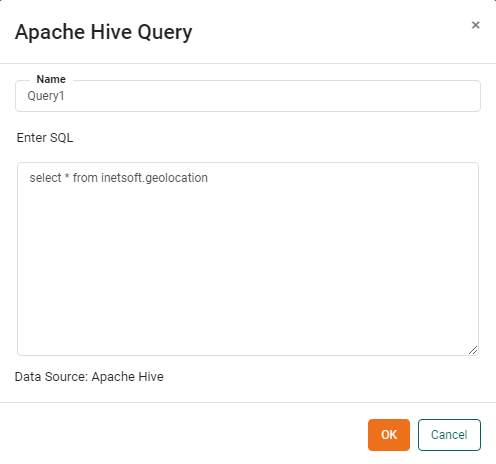 Apache Hive Query
×
Name
Query1
Enter SQL
select * from inetsoft.geolocation
Data Source: Apache Hive
OK
Cancel